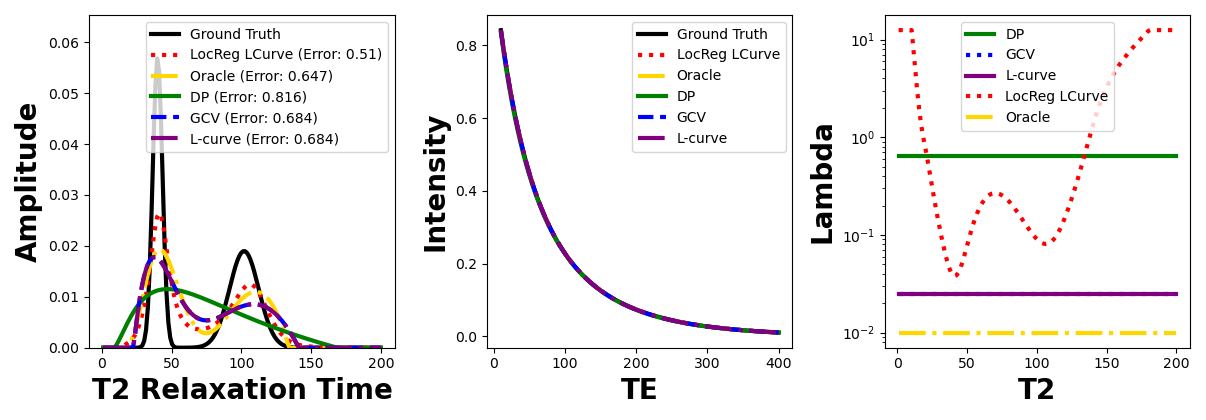 Amplitude
0.06
0.05
0.04
0.03
0.02
0.01
0.00
Ground Truth
LocReg LCurve (Error: 0.51)
Oracle (Error: 0.647)
DP (Error: 0.816)
GCV (Error: 0.684)
L-curve (Error: 0.684)
0 50 100 150 200
T2 Relaxation Time
Intensity
0.8
0.6
0.4
0.2
0.0
Ground Truth
LocReg LCurve
Oracle
DP
GCV
L-curve
0 100 200 300 400
TE
Lambda
10¹
10⁰
10⁻¹
10⁻²
DP
GCV
L-curve
LocReg LCurve
Oracle
0 50 100 150 200
T2